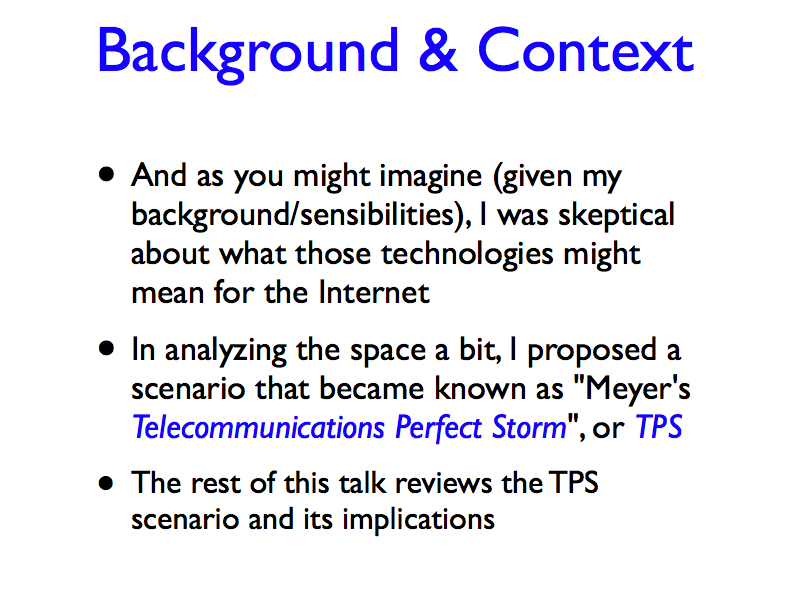 Background & Context
• And as you might imagine (given my
background/sensibilities), I was skeptical
about what those technologies might
mean for the Internet
• In analyzing the space a bit, I proposed a
scenario that became known as "Meyer's
Telecommunications Perfect Storm", or TPS
• The rest of this talk reviews the TPS
scenario and its implications